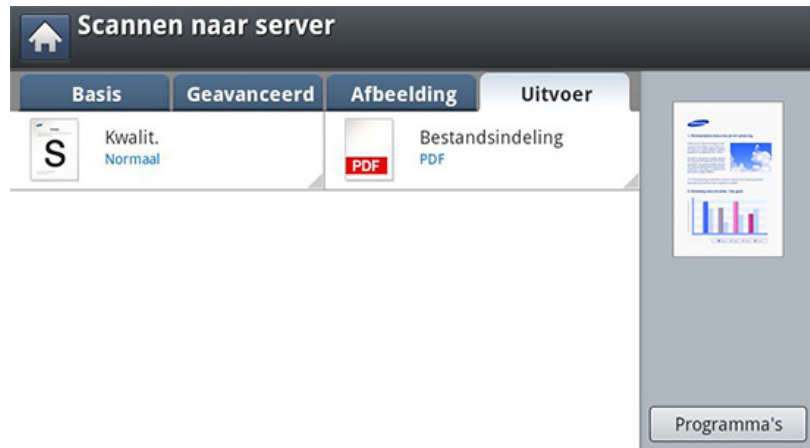 Scannen naar server
Basis
Geavanceerd
Afbeelding
Uitvoer
S
Kwalit.
Normaal
PDF
Bestandsindeling
PDF
Programma's